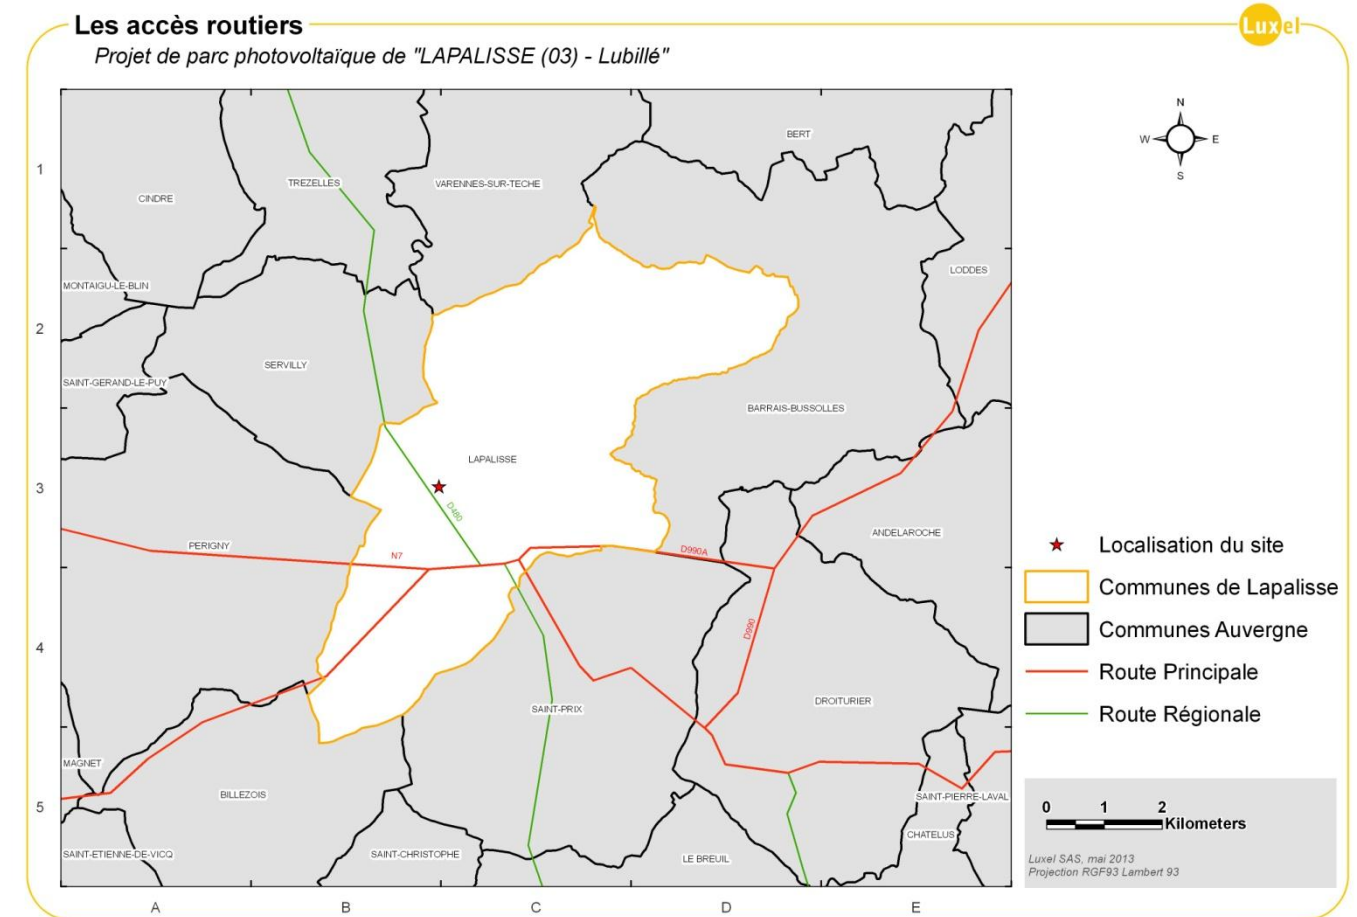 Les accès routiers
Luxel
Projet de parc photovoltaïque de "LAPALISSE (03) - Lubillé"
N
W
E
S
1
2
3
4
5
BERT
TREZELLES
VARENNES-SUR-TECHE
CINDRE
LODDES
MONTAIGU-LE-BLIN
SERVILLY
SAINT-GERAND-LE-PUY
BARRAIS-BUSSOLLES
LAPALISSE
D480
ANDELAROCHE
PERIGNY
N7
D990A
D990
DROITURIER
SAINT-PRIX
MAGNET
BILLEZOIS
SAINT-PIERRE-LAVAL
CHATELUS
SAINT-ETIENNE-DE-VICQ
SAINT-CHRISTOPHE
LE BREUIL
A
B
C
D
E
Localisation du site
Communes de Lapalisse
Communes Auvergne
Route Principale
Route Régionale
0 1 2
Kilometers
Luxel SAS, mai 2013
Projection RGF93 Lambert 93